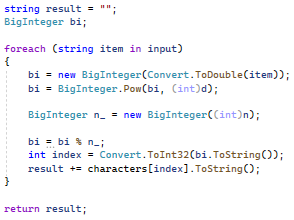 string result = "";
BigInteger bi;
foreach (string item in input)
{
bi = new BigInteger(Convert.ToDouble(item));
bi = BigInteger.Pow(bi, (int)d);
BigInteger n_ = new BigInteger((int)n);
bi = bi % n_;
int index = Convert.ToInt32(bi.ToString());
result += characters[index].ToString();
}
return result;